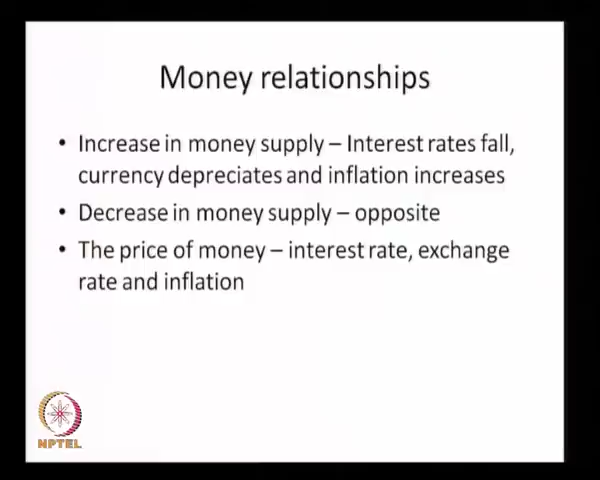 Money relationships
• Increase in money supply – Interest rates fall,
currency depreciates and inflation increases
• Decrease in money supply – opposite
• The price of money – interest rate, exchange
rate and inflation
NPTEL